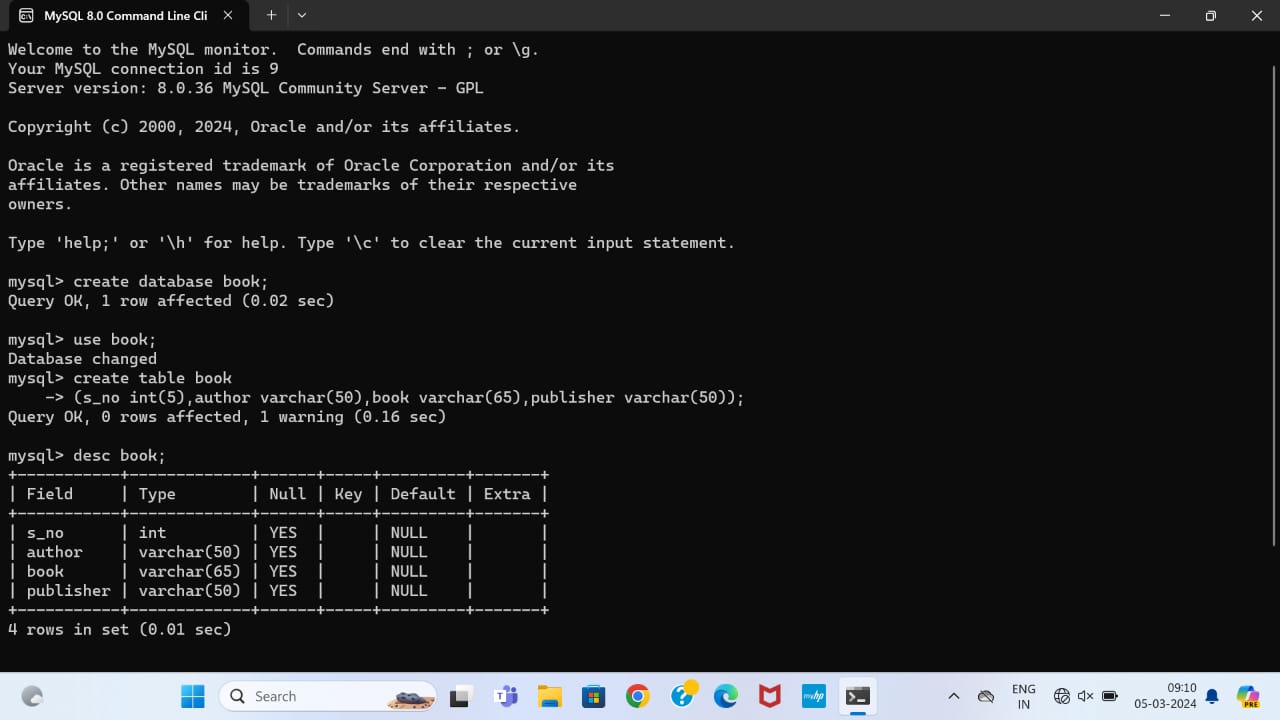 MySQL 8.0 Command Line Cli
Welcome to the MySQL monitor.  Commands end with ; or \g.
Your MySQL connection id is 9
Server version: 8.0.36 MySQL Community Server - GPL
Copyright (c) 2000, 2024, Oracle and/or its affiliates.
Oracle is a registered trademark of Oracle Corporation and/or its
affiliates. Other names may be trademarks of their respective
owners.
Type 'help;' or '\h' for help. Type '\c' to clear the current input statement.
mysql> create database book;
Query OK, 1 row affected (0.02 sec)
mysql> use book;
Database changed
mysql> create table book
    -> (s_no int(5),author varchar(50),book varchar(65),publisher varchar(50));
Query OK, 0 rows affected, 1 warning (0.16 sec)
mysql> desc book;
+-----------+-------------+------+-----+---------+-------+
| Field     | Type        | Null | Key | Default | Extra |
+-----------+-------------+------+-----+---------+-------+
| s_no      | int         | YES  |     | NULL    |       |
| author    | varchar(50) | YES  |     | NULL    |       |
| book      | varchar(65) | YES  |     | NULL    |       |
| publisher | varchar(50) | YES  |     | NULL    |       |
+-----------+-------------+------+-----+---------+-------+
4 rows in set (0.01 sec)
Search
myhp
ENG
IN
09:10
05-03-2024
PRE